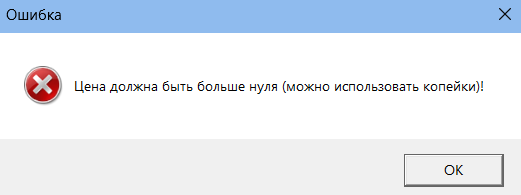 Ошибка
Цена должна быть больше нуля (можно использовать копейки)!
OK